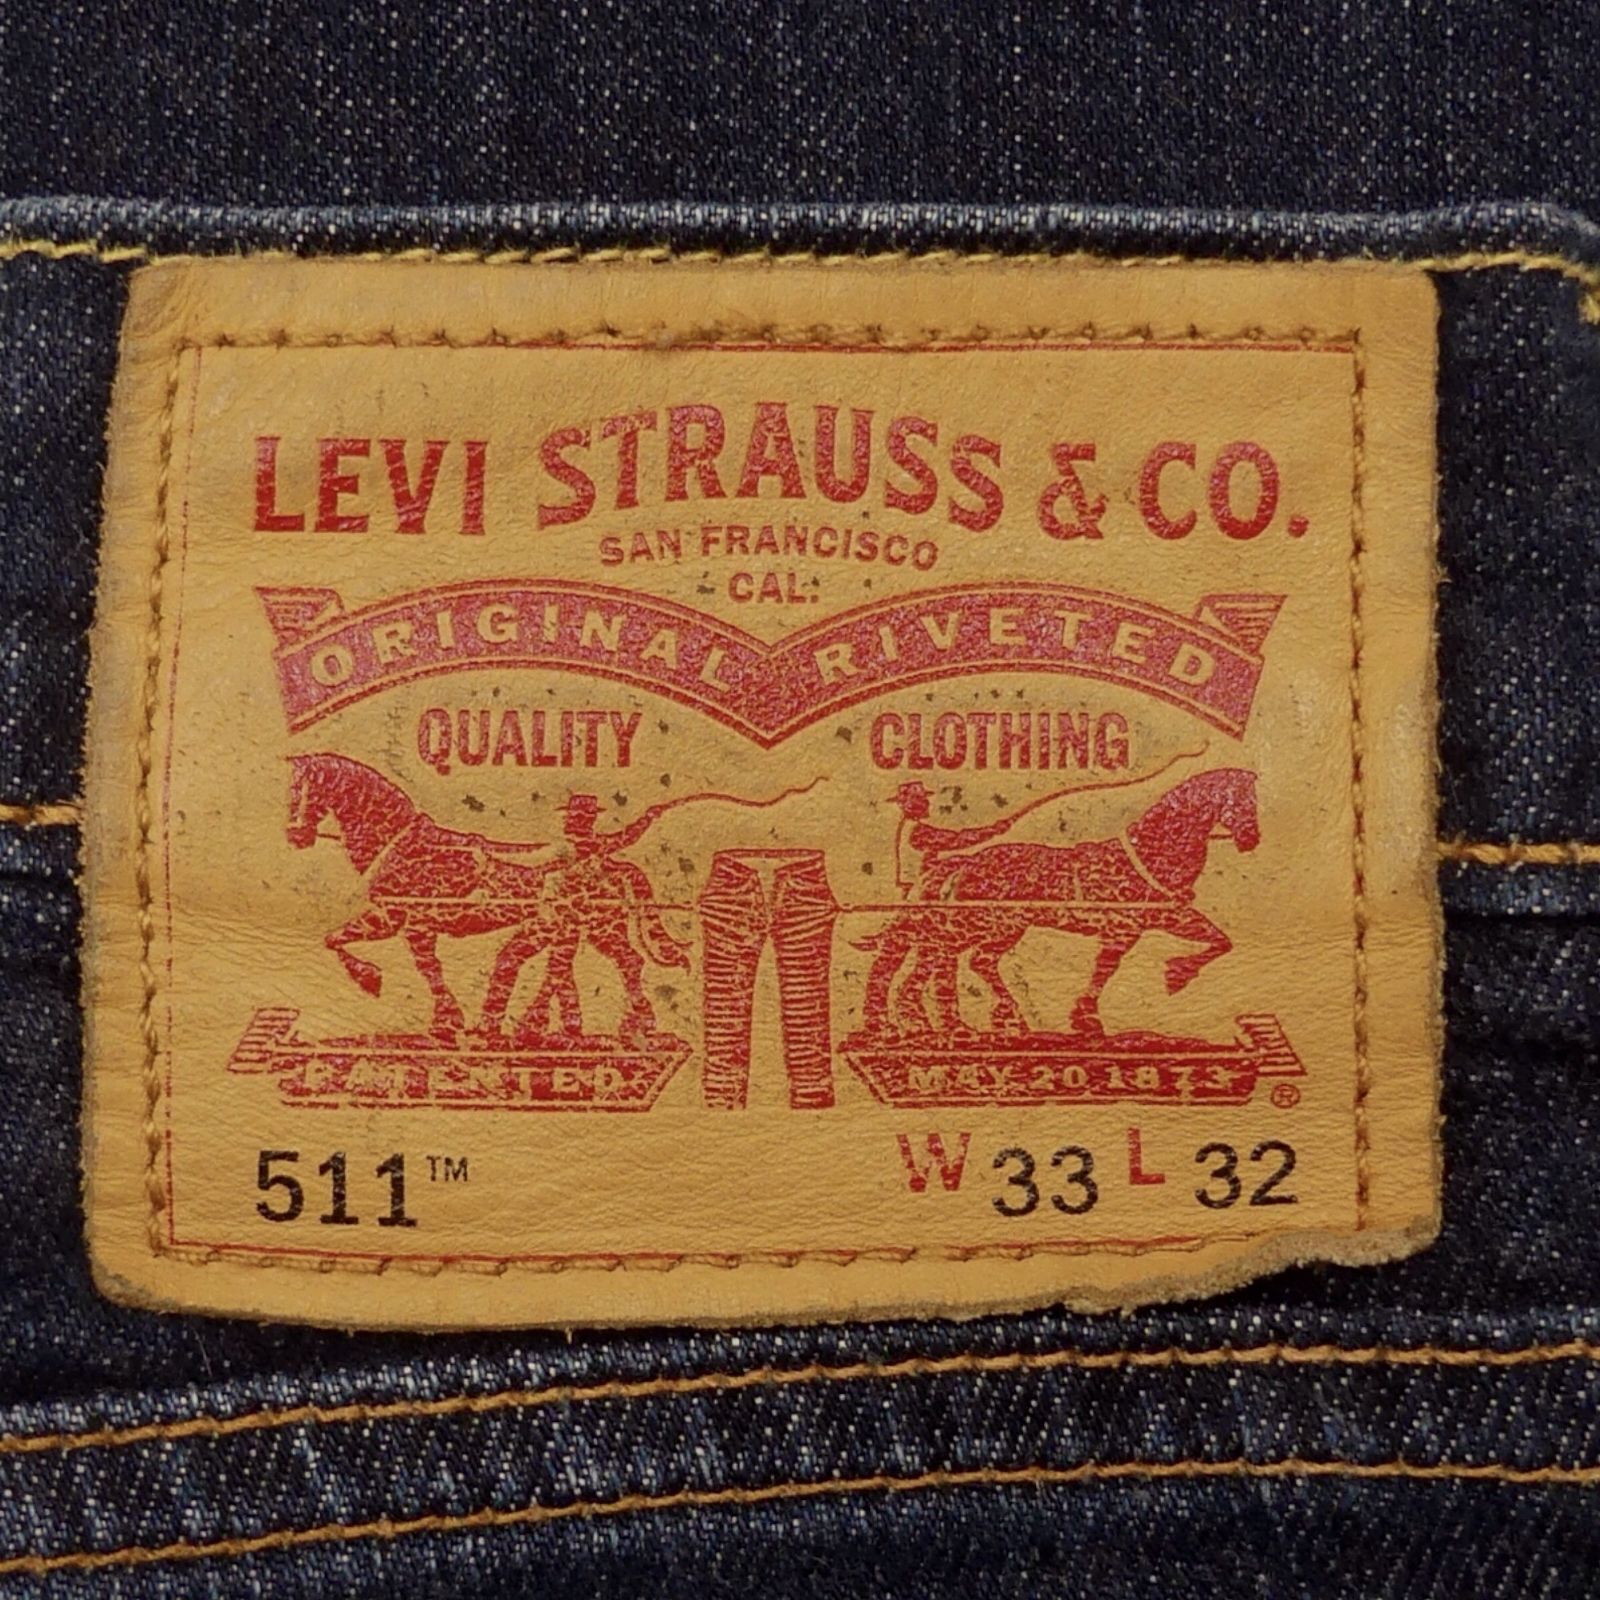 LEVI STRAUSS & CO.
SAN FRANCISCO
CAL.
ORIGINAL RIVETED
QUALITY CLOTHING
PATENTED MAY 20 1873 ®
511™ W 33 L 32